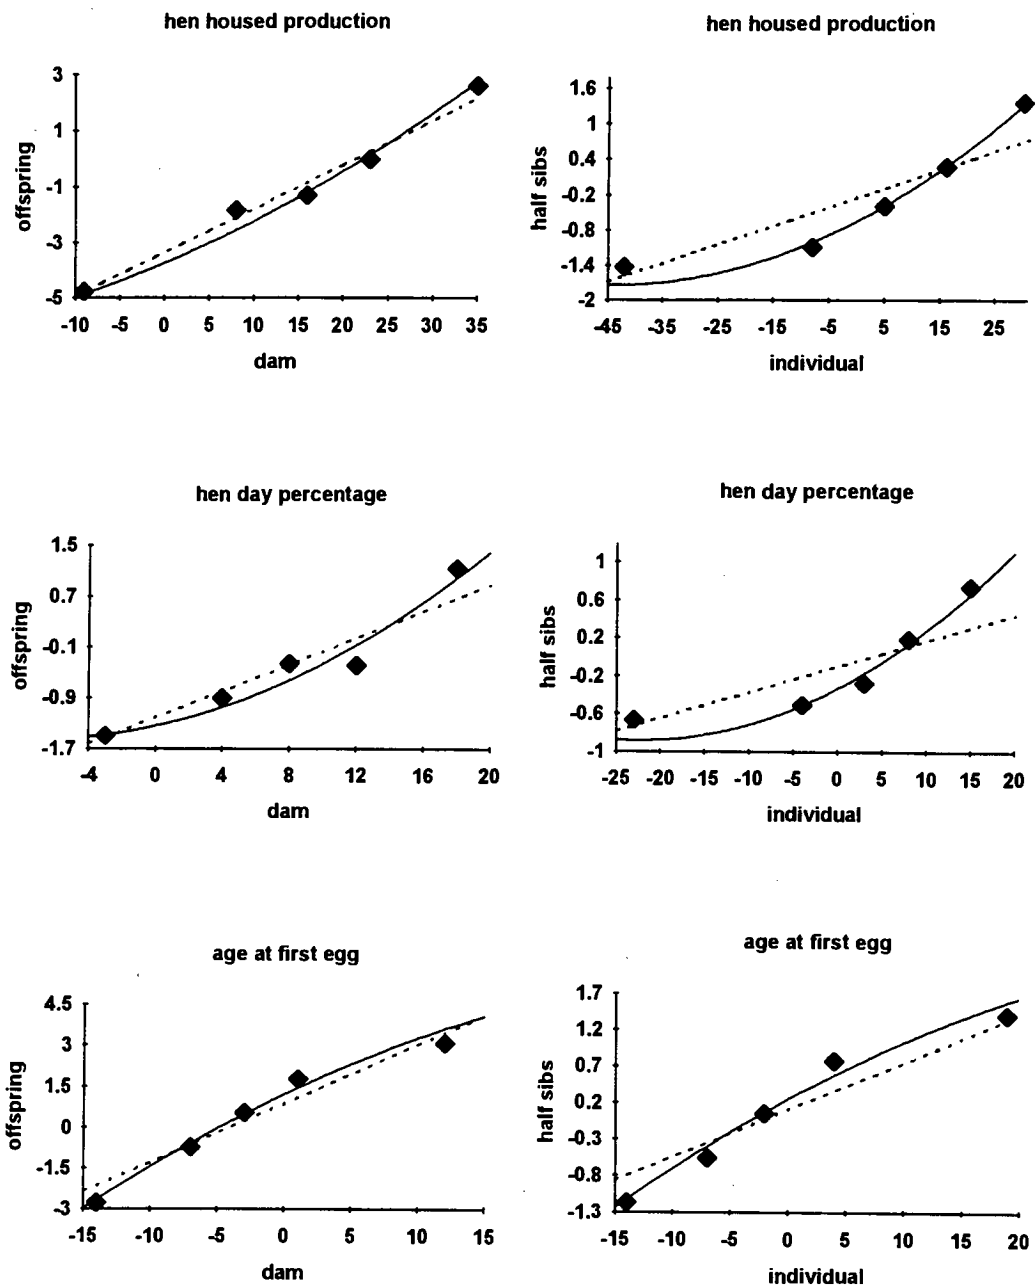 hen housed production
3
1
-1
-3
-5
offspring
-10 -5 0 5 10 15 20 25 30 35
dam
hen housed production
1.6
1
0.4
-0.2
-0.8
-1.4
-2
half sibs
-45 -35 -25 -15 -5 5 15 25
individual
hen day percentage
1.5
0.7
-0.1
-0.9
-1.7
offspring
-4 0 4 8 12 16 20
dam
hen day percentage
1
0.6
0.2
-0.2
-0.6
-1
half sibs
-25 -20 -15 -10 -5 0 5 10 15 20
individual
age at first egg
4.5
3
1.5
0
-1.5
-3
offspring
-15 -10 -5 0 5 10 15
dam
age at first egg
1.7
1.2
0.7
0.2
-0.3
-0.8
-1.3
half sibs
-15 -10 -5 0 5 10 15 20
individual